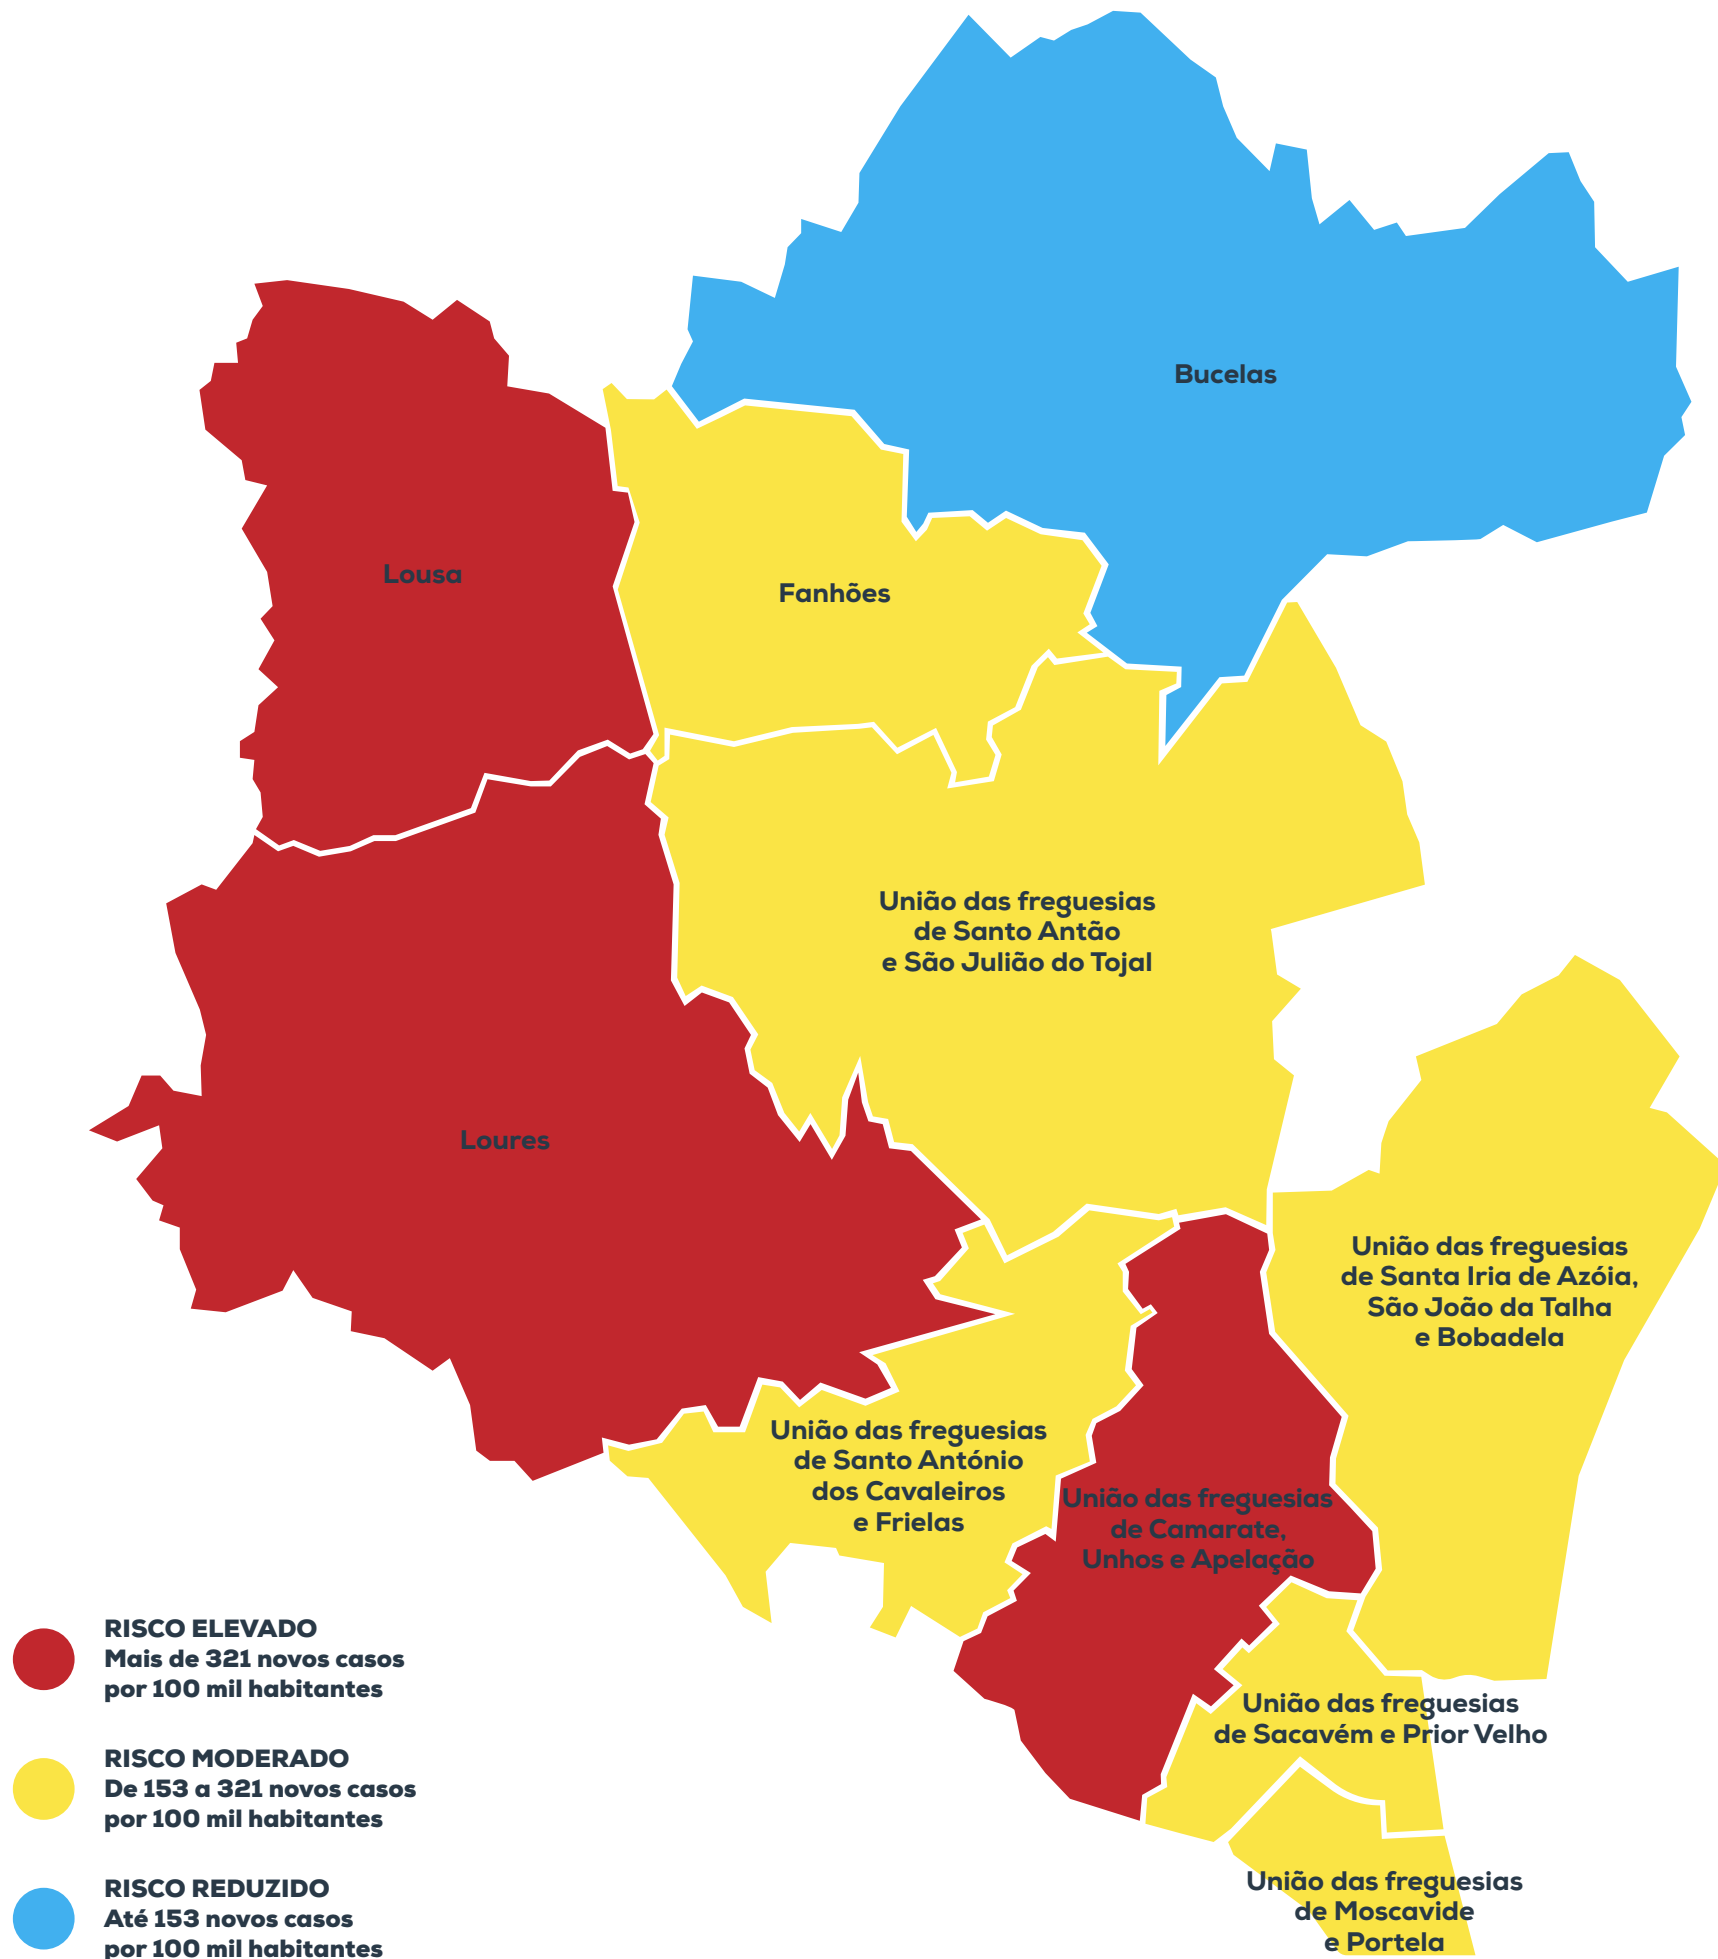 Bucelas
Lousa
Fanhões
União das freguesias
de Santo Antão
e São Julião do Tojal
Loures
União das freguesias
de Santa Iria de Azóia,
São João da Talha
e Bobadela
União das freguesias
de Santo António
dos Cavaleiros
e Frielas
União das freguesias
de Camarate,
Unhos e Apelação
União das freguesias
de Sacavém e Prior Velho
União das freguesias
de Moscavide
e Portela
RISCO ELEVADO
Mais de 321 novos casos
por 100 mil habitantes
RISCO MODERADO
De 153 a 321 novos casos
por 100 mil habitantes
RISCO REDUZIDO
Até 153 novos casos
por 100 mil habitantes